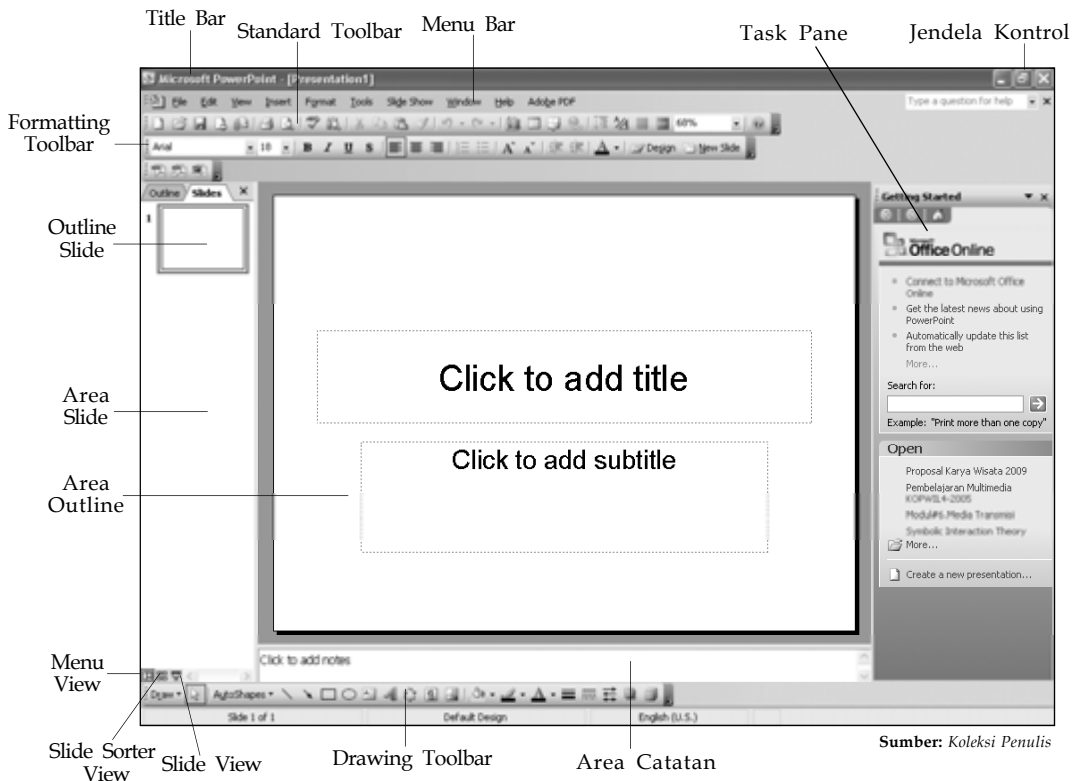 Title Bar
Standard Toolbar
Menu Bar
Task Pane
Jendela Kontrol
Microsoft PowerPoint - [Presentation1]
File Edit View Insert Format Tools Slide Show Window Help Adobe PDF
Type a question for help
60%
Formatting
Toolbar
Arial 18 B I U S A A A Design New Slide
Outline Slides
Getting Started
1
Outline
Slide
Microsoft
Office Online
Connect to Microsoft Office
Online
Get the latest news about using
PowerPoint
Automatically update this list
from the web
More...
Click to add title
Search for:
Area
Slide
Example: "Print more than one copy"
Open
Click to add subtitle
Proposal Karya Wisata 2009
Area
Outline
Pembelajaran Multimedia
KOPWIL4-2005
Modul#6.Media Transmisi
Symbolic Interaction Theory
More...
Create a new presentation...
Menu
View
Click to add notes
Draw AutoShapes A
Slide 1 of 1 Default Design English (U.S.)
Slide Sorter
View
Slide View
Drawing Toolbar
Area Catatan
Sumber: Koleksi Penulis